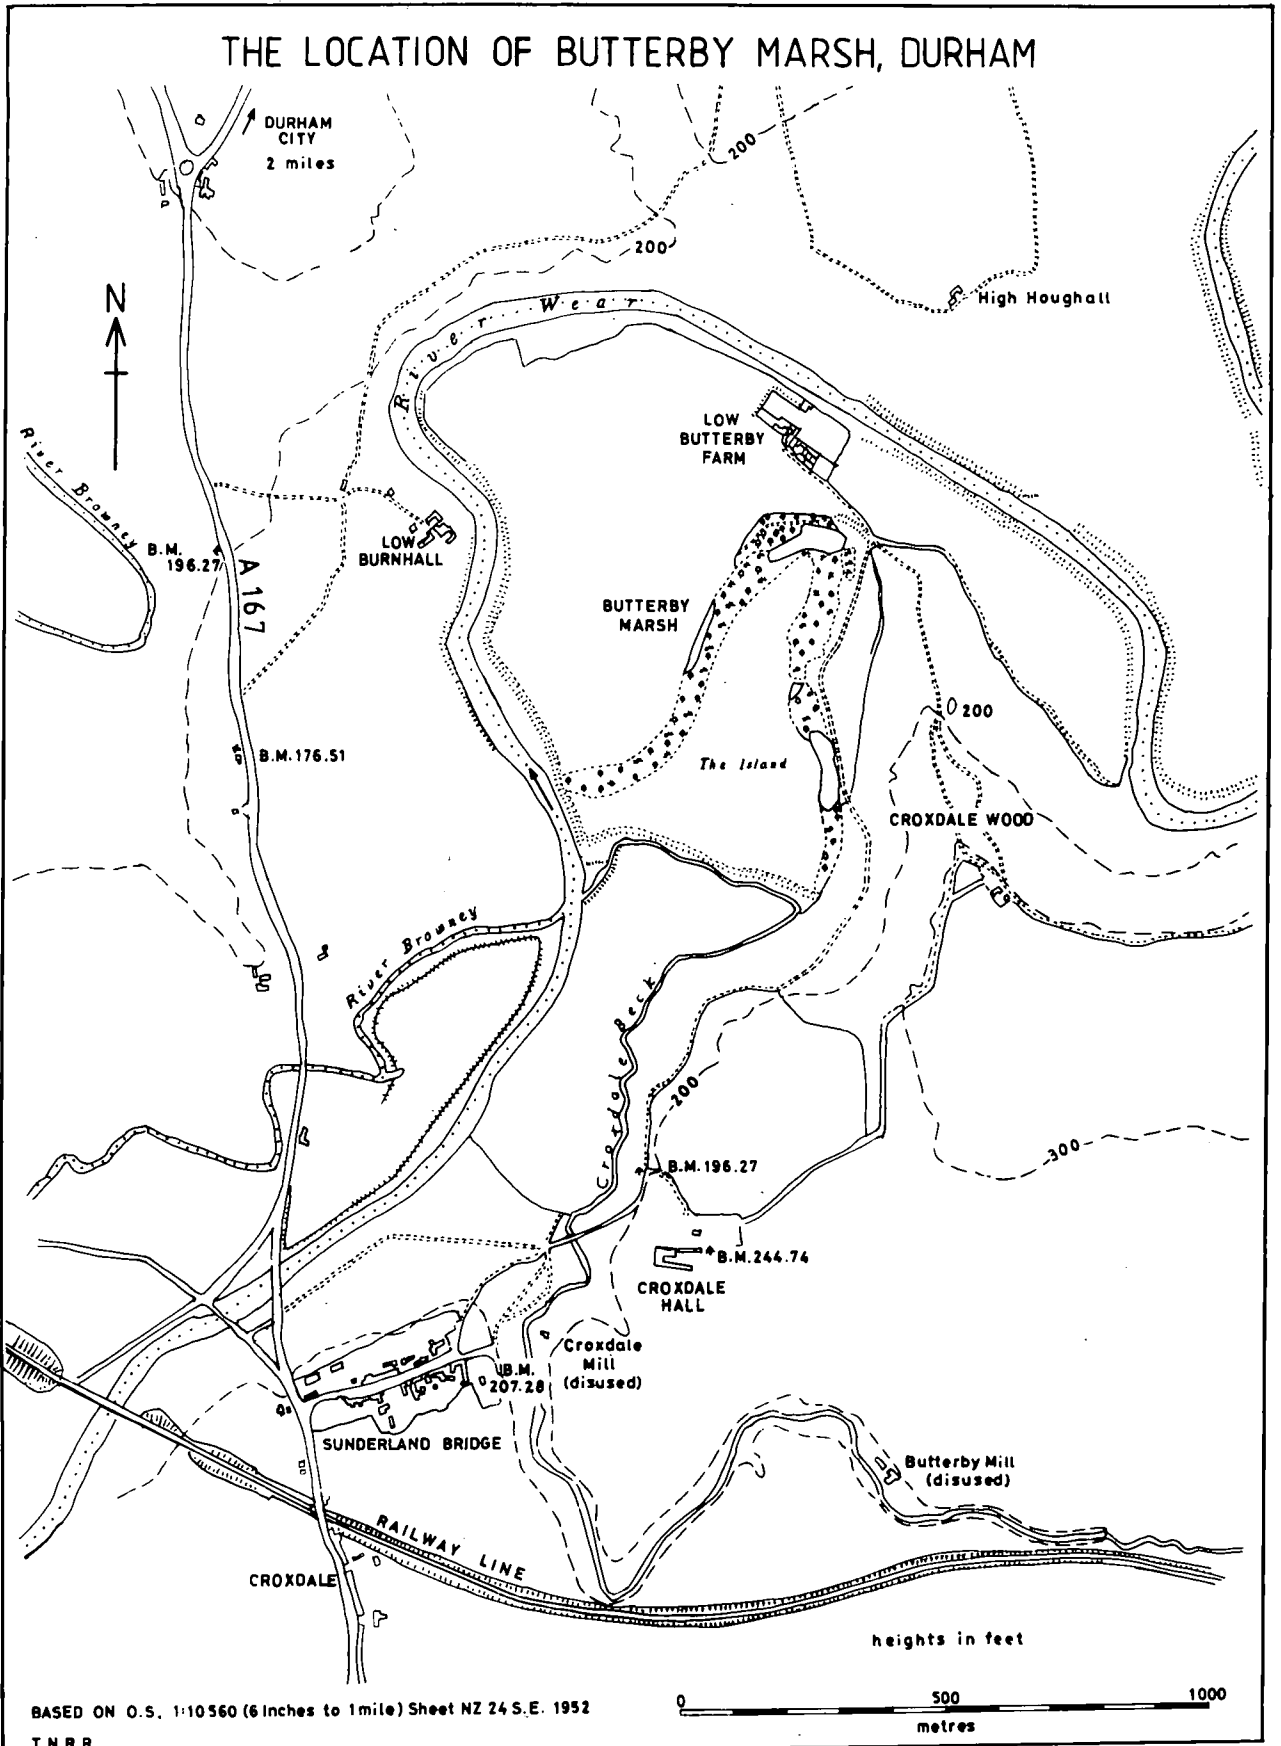 THE LOCATION OF BUTTERBY MARSH, DURHAM
DURHAM
CITY
2 miles
200
200
N
River Wear
High Houghall
River Browney
LOW
BUTTERBY
FARM
B.M.
196.27
A 167
LOW
BURNHALL
BUTTERBY
MARSH
200
B.M. 176.51
The Island
CROXDALE WOOD
River Browney
Croxdale Beck
200
300
B.M. 196.27
B.M. 244.74
CROXDALE
HALL
Croxdale
Mill
(disused)
B.M.
207.28
SUNDERLAND BRIDGE
Butterby Mill
(disused)
RAILWAY LINE
CROXDALE
heights in feet
BASED ON O.S. 1:10560 (6 Inches to 1 mile) Sheet NZ 24 S.E. 1952
0 500 1000
metres
T.N.R.R.